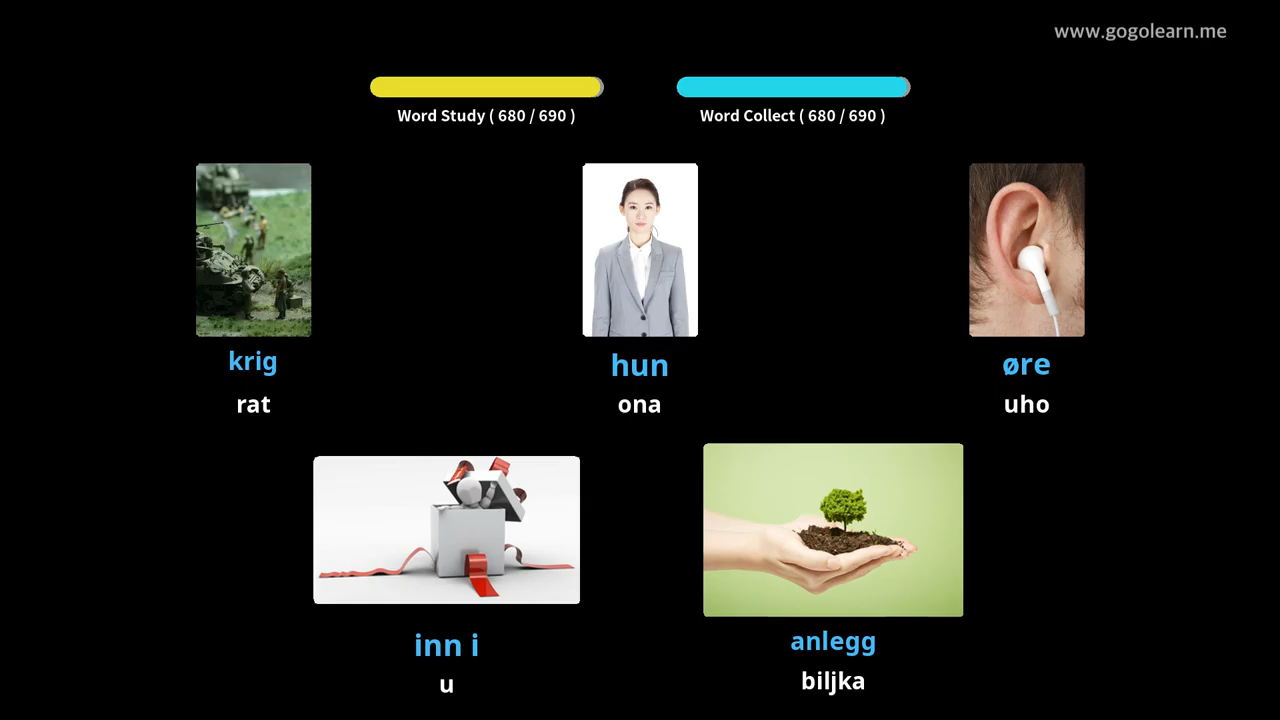 www.gogolearn.me
Word Study ( 680 / 690 )
Word Collect ( 680 / 690 )
krig
hun
øre
rat
ona
uho
inn i
anlegg
u
biljka